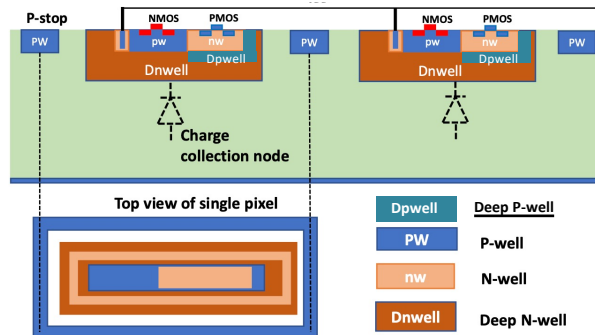 P-stop
NMOS
PMOS
NMOS
PMOS
PW
pw
nw
PW
pw
nw
PW
Dpwell
Dpwell
Dnwell
Dnwell
Charge
collection node
Top view of single pixel
Dpwell
Deep P-well
PW
P-well
nw
N-well
Dnwell
Deep N-well